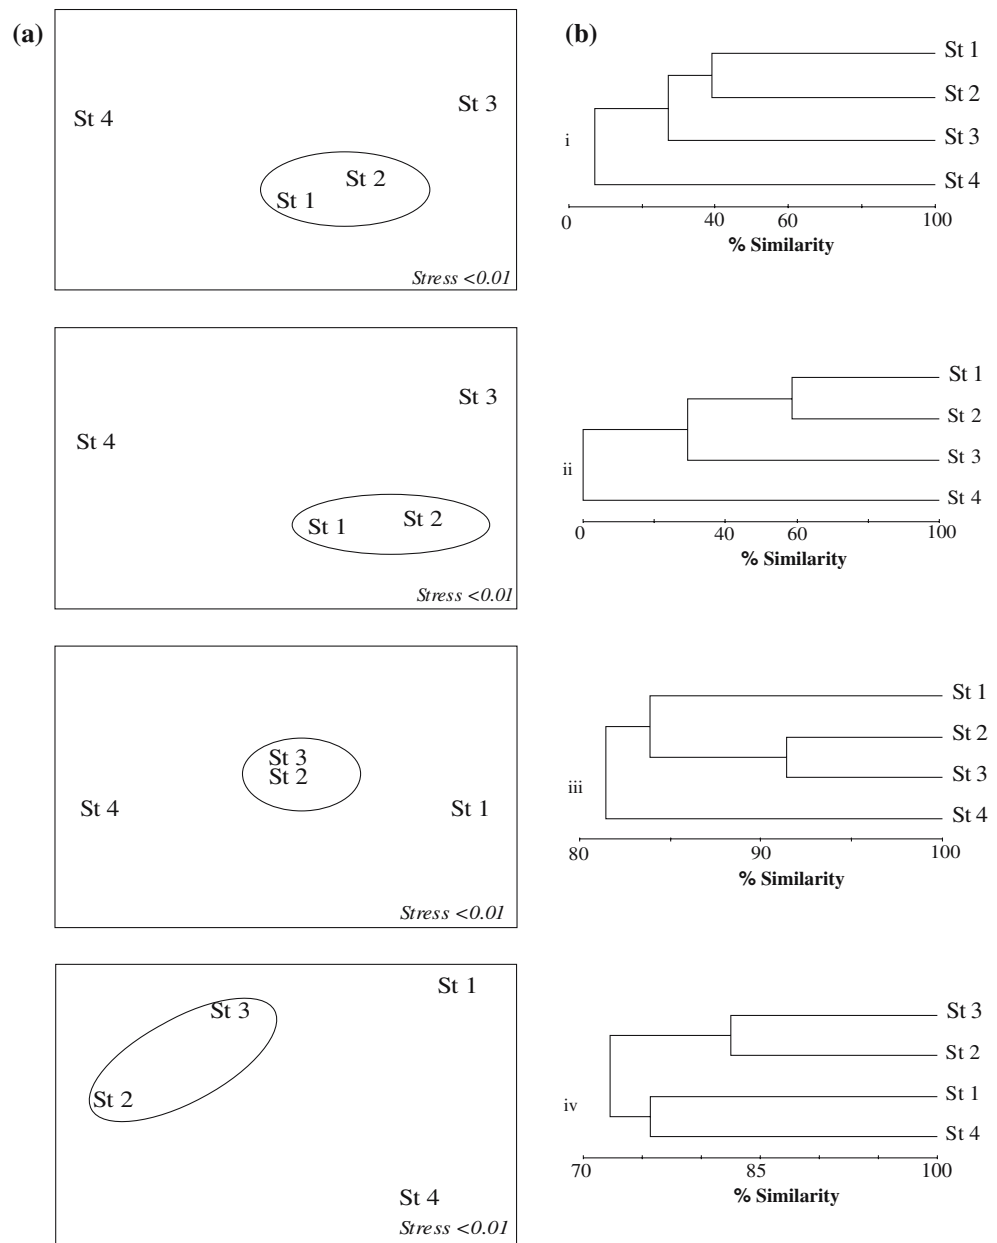 (a)
St 4
St 3
St 2
St 1
Stress <0.01
(b)
St 1
St 2
St 3
St 4
i
0 40 60 100
% Similarity
St 3
St 4
St 1 St 2
Stress <0.01
St 1
St 2
St 3
St 4
ii
0 40 60 100
% Similarity
St 3
St 2
St 4 St 1
Stress <0.01
St 1
St 2
St 3
St 4
iii
80 90 100
% Similarity
St 1
St 3
St 2
St 4
Stress <0.01
St 3
St 2
St 1
St 4
iv
70 85 100
% Similarity